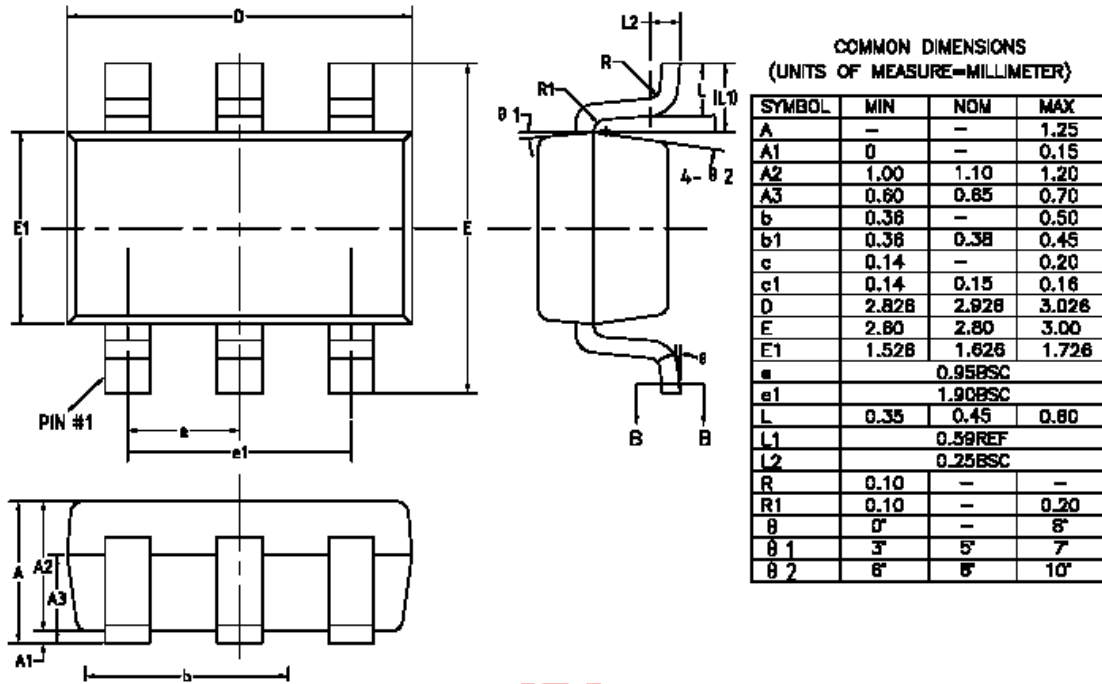 D
L2
R
R1
θ 1
L
(L1)
4- θ 2
E1
E
θ
PIN #1
e
e1
B B
A
A2
A3
A1
b
COMMON DIMENSIONS
(UNITS OF MEASURE=MILLIMETER)
SYMBOL MIN NOM MAX
A – – 1.25
A1 0 – 0.15
A2 1.00 1.10 1.20
A3 0.60 0.65 0.70
b 0.36 – 0.50
b1 0.36 0.38 0.45
c 0.14 – 0.20
c1 0.14 0.15 0.16
D 2.826 2.926 3.026
E 2.60 2.80 3.00
E1 1.526 1.626 1.726
e 0.95BSC
e1 1.90BSC
L 0.35 0.45 0.60
L1 0.59REF
L2 0.25BSC
R 0.10 – –
R1 0.10 – 0.20
θ 0° – 8°
θ 1 3° 5° 7°
θ 2 6° 8° 10°